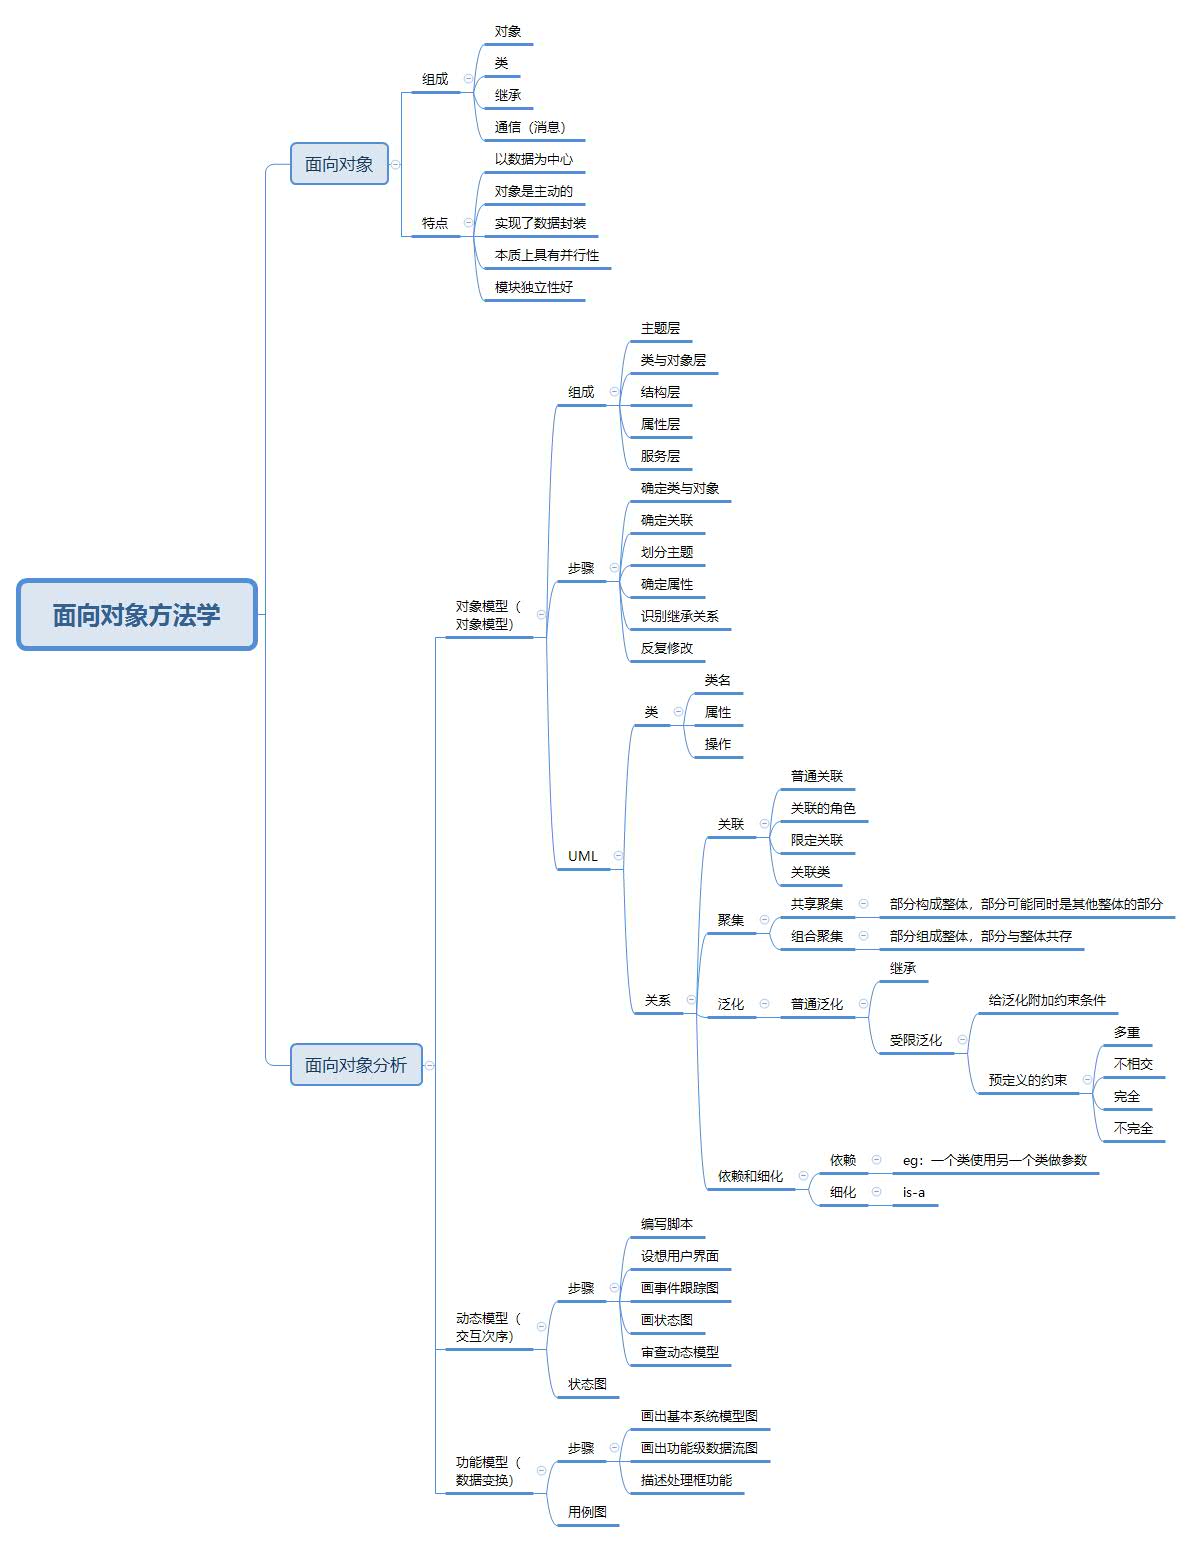 对象
类
组成
继承
通信（消息）
面向对象
以数据为中心
对象是主动的
特点
实现了数据封装
本质上具有并行性
模块独立性好
主题层
类与对象层
组成
结构层
属性层
服务层
确定类与对象
确定关联
划分主题
步骤
确定属性
识别继承关系
反复修改
对象模型（
对象模型）
面向对象方法学
类名
类
属性
操作
UML
普通关联
关联的角色
关联
限定关联
关联类
共享聚集
部分构成整体，部分可能同时是其他整体的部分
聚集
组合聚集
部分组成整体，部分与整体共存
关系
继承
泛化
普通泛化
给泛化附加约束条件
受限泛化
多重
不相交
预定义的约束
完全
不完全
面向对象分析
依赖
eg：一个类使用另一个类做参数
依赖和细化
细化
is-a
编写脚本
设想用户界面
步骤
画事件跟踪图
画状态图
审查动态模型
动态模型（
交互次序）
状态图
画出基本系统模型图
步骤
画出功能级数据流图
描述处理框功能
功能模型（
数据变换）
用例图